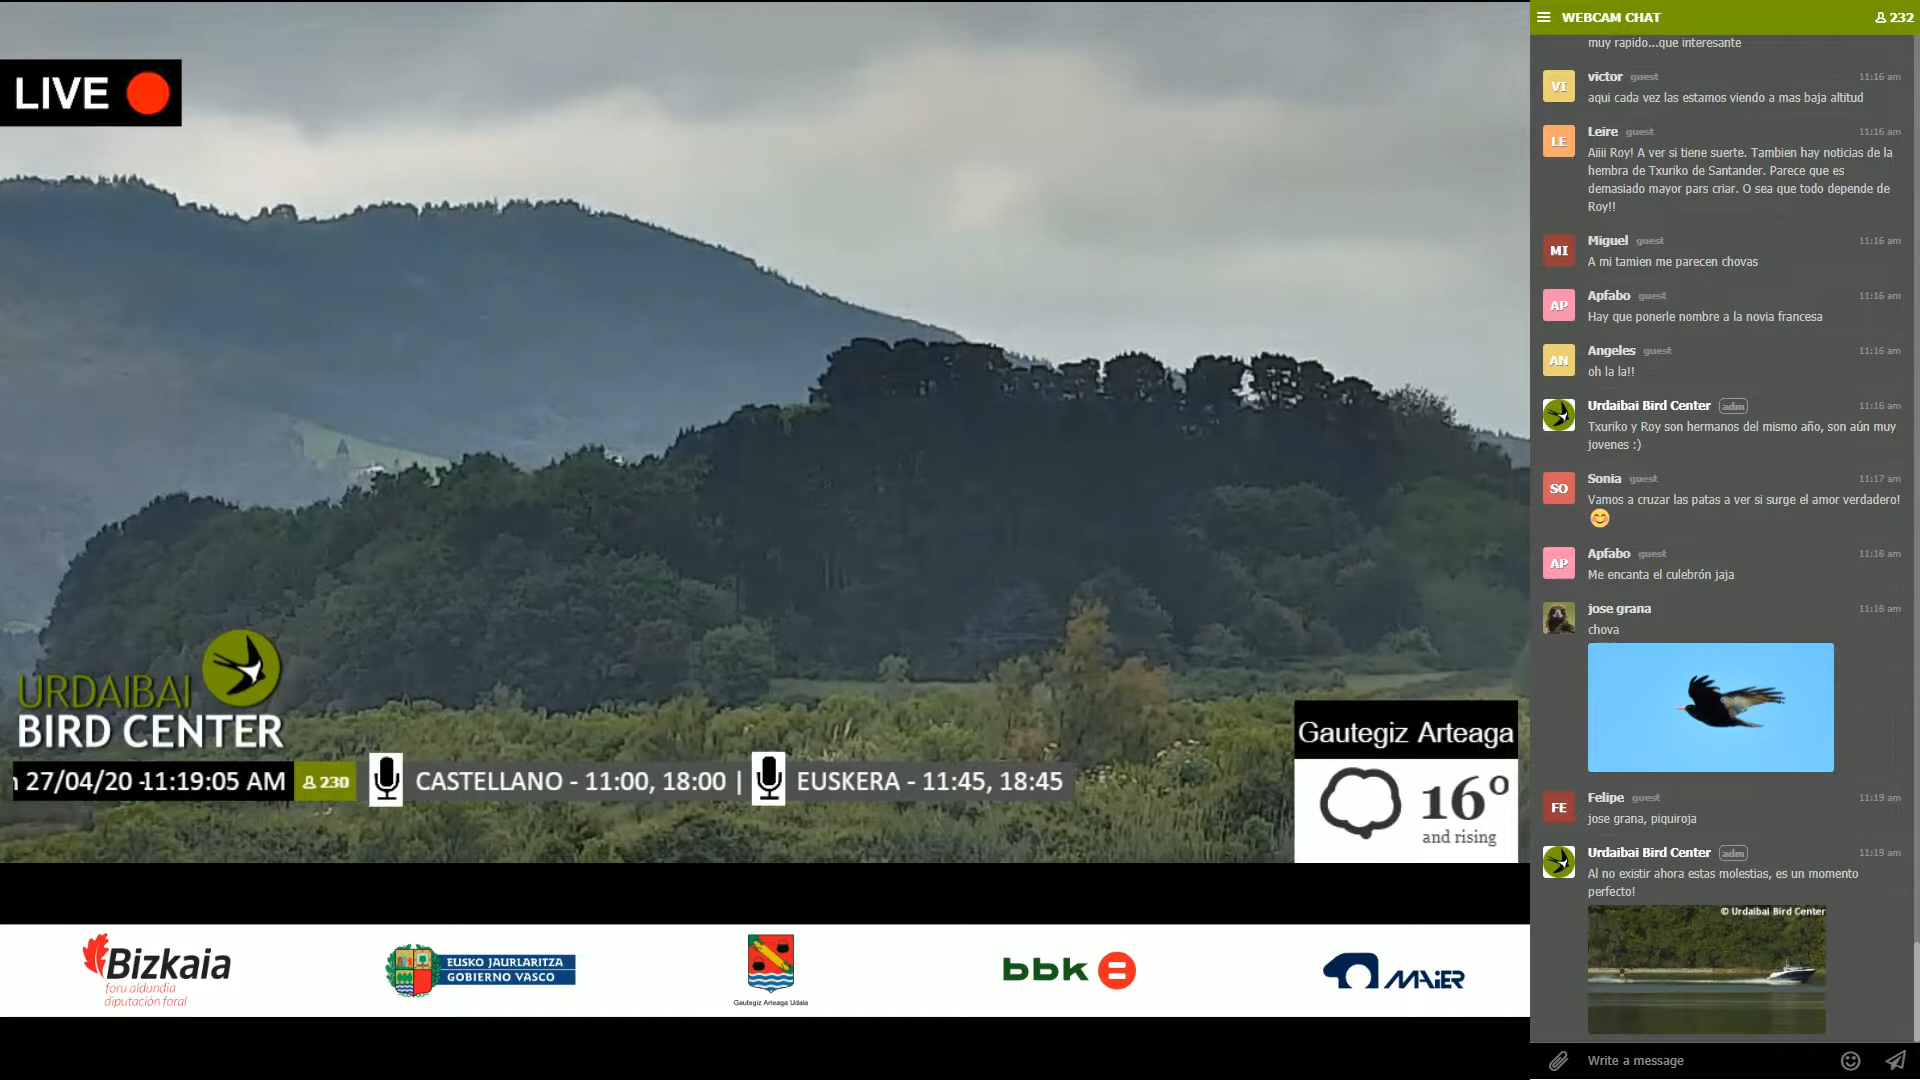 LIVE
URDAIBAI
BIRD CENTER
27/04/20 -11:19:05 AM
230
CASTELLANO - 11:00, 18:00 |
EUSKERA - 11:45, 18:45
Gautegiz Arteaga
16º
and rising
Bizkaia
foru aldundia
diputación foral
EUSKO JAURLARITZA
GOBIERNO VASCO
Gautegiz Arteaga Udala
bbk
MAIER
WEBCAM CHAT
232
muy rapido...que interesante
VI
victor guest 11:16 am
aqui cada vez las estamos viendo a mas baja altitud
LE
Leire guest 11:16 am
Aiiii Roy! A ver si tiene suerte. Tambien hay noticias de la
hembra de Txuriko de Santander. Parece que es
demasiado mayor pars criar. O sea que todo depende de
Roy!!
MI
Miguel guest 11:16 am
A mi tamien me parecen chovas
AP
Apfabo guest 11:16 am
Hay que ponerle nombre a la novia francesa
AN
Angeles guest 11:16 am
oh la la!!
Urdaibai Bird Center adm 11:16 am
Txuriko y Roy son hermanos del mismo año, son aún muy
jovenes :)
SO
Sonia guest 11:17 am
Vamos a cruzar las patas a ver si surge el amor verdadero!
😊
AP
Apfabo guest 11:16 am
Me encanta el culebrón jaja
jose grana 11:18 am
chova
FE
Felipe guest 11:19 am
jose grana, piquiroja
Urdaibai Bird Center adm 11:19 am
Al no existir ahora estas molestias, es un momento
perfecto!
© Urdaibai Bird Center
Write a message